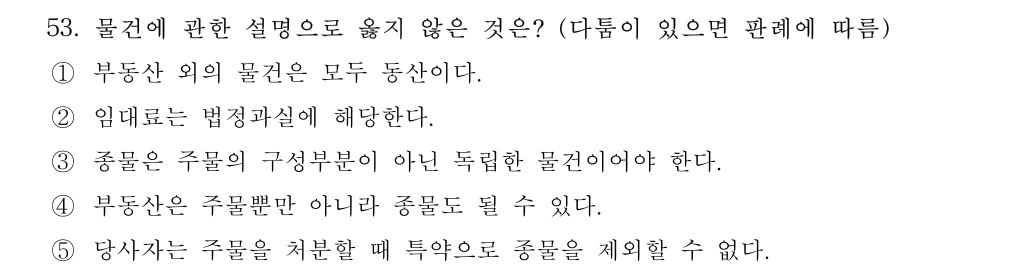 53. 물건에 관한 설명으로 옳지 않은 것은? (다툼이 있으면 판례에 따름)
① 부동산 외의 물건은 모두 동산이다.
② 임대료는 법정과실에 해당한다.
③ 종물은 주물의 구성부분이 아닌 독립한 물건이어야 한다.
④ 부동산은 주물뿐만 아니라 종물도 될 수 있다.
⑤ 당사자는 주물을 처분할 때 특약으로 종물을 제외할 수 없다.